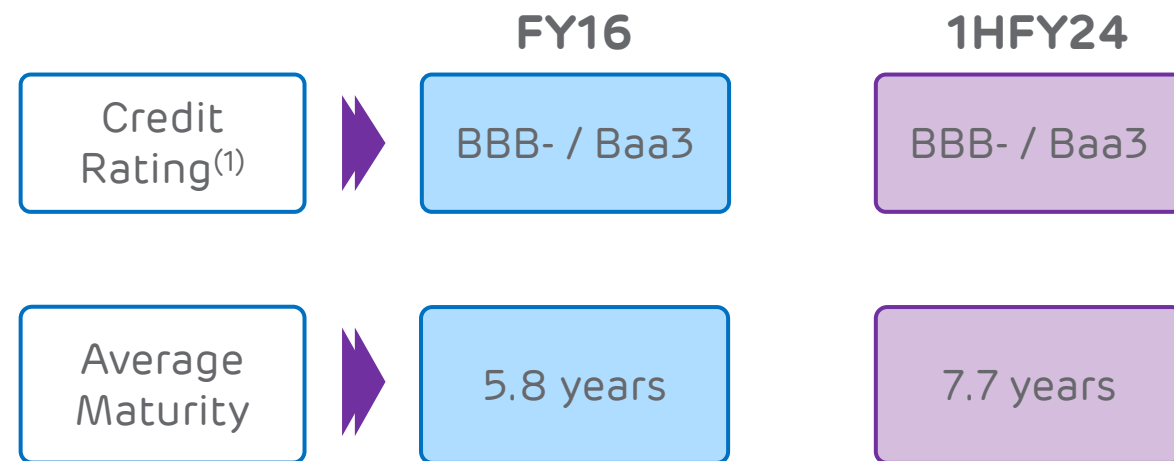 FY16 1HFY24
Credit
Rating(1)
BBB- / Baa3 BBB- / Baa3
Average
Maturity
5.8 years 7.7 years